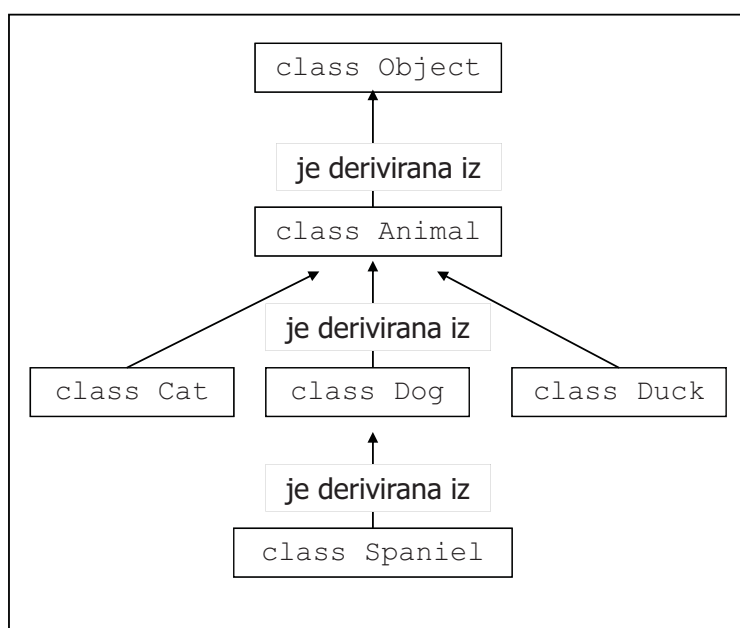 class Object
je derivirana iz
class Animal
je derivirana iz
class Cat
class Dog
class Duck
je derivirana iz
class Spaniel